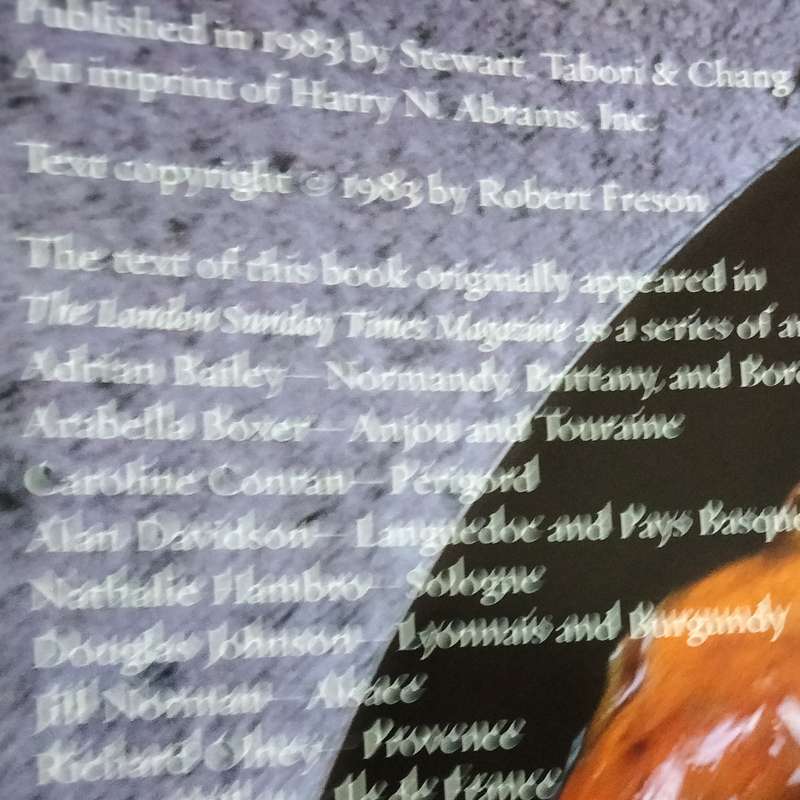 Published in 1983 by Stewart, Tabori & Chang
An imprint of Harry N. Abrams, Inc.
Text copyright © 1983 by Robert Freson
The text of this book originally appeared in
The London Sunday Times Magazine as a series of
Adrian Bailey—Normandy, Brittany, and
Arabella Boxer—Anjou and Touraine
Caroline Conran—Périgord
Alan Davidson—Languedoc and Pays Basque
Nathalie Hambro—Sologne
Douglas Johnson—Lyonnais and Burgundy
Jill Norman—Alsace
Richard Olney—Provence
Ile de France